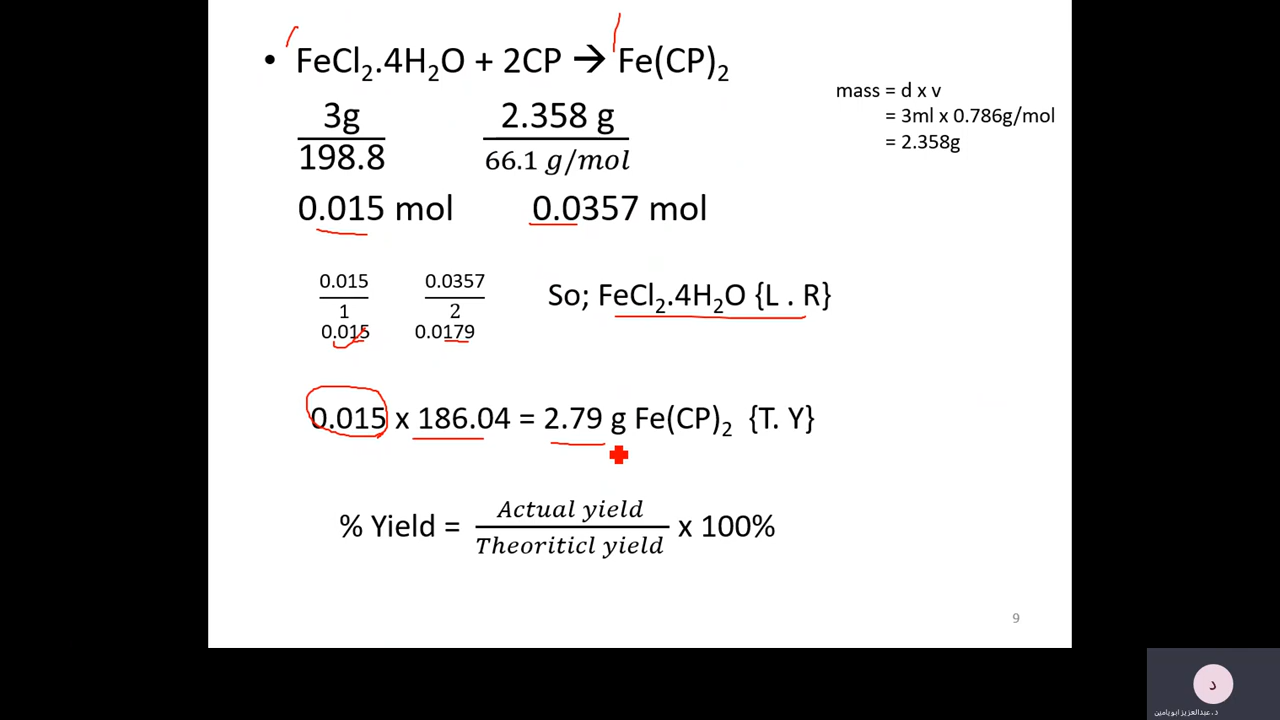 • FeCl₂.4H₂O + 2CP → Fe(CP)₂
3g
198.8
2.358 g
66.1 g/mol
mass = d x v
= 3ml x 0.786g/mol
= 2.358g
0.015 mol 0.0357 mol
0.015
1
0.015
0.0357
2
0.0179
So; FeCl₂.4H₂O {L . R}
0.015 x 186.04 = 2.79 g Fe(CP)₂ {T. Y}
% Yield = Actual yield / Theoriticl yield x 100%
9
د
د. عبدالعزيز ابويامين